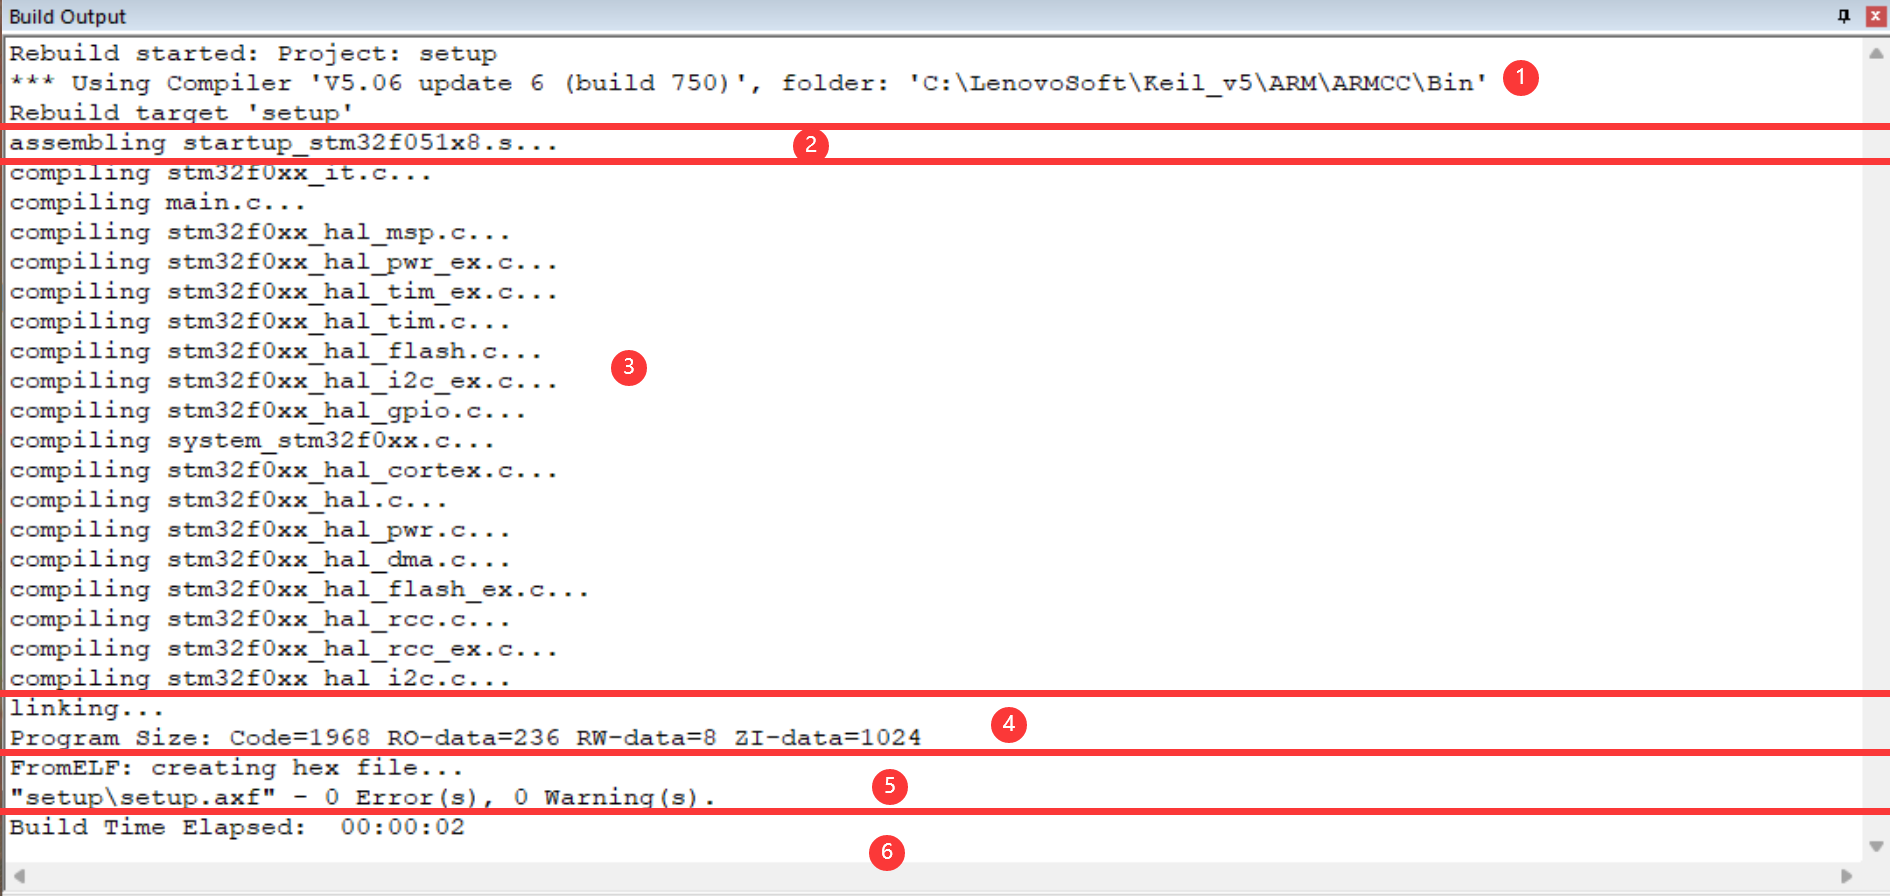 Build Output
Rebuild started: Project: setup
*** Using Compiler 'V5.06 update 6 (build 750)', folder: 'C:\LenovoSoft\Keil_v5\ARM\ARMCC\Bin'
1
Rebuild target 'setup'
assembling startup_stm32f051x8.s...
2
compiling stm32f0xx_it.c...
compiling main.c...
compiling stm32f0xx_hal_msp.c...
compiling stm32f0xx_hal_pwr_ex.c...
compiling stm32f0xx_hal_tim_ex.c...
compiling stm32f0xx_hal_tim.c...
compiling stm32f0xx_hal_flash.c...
3
compiling stm32f0xx_hal_i2c_ex.c...
compiling stm32f0xx_hal_gpio.c...
compiling system_stm32f0xx.c...
compiling stm32f0xx_hal_cortex.c...
compiling stm32f0xx_hal.c...
compiling stm32f0xx_hal_pwr.c...
compiling stm32f0xx_hal_dma.c...
compiling stm32f0xx_hal_flash_ex.c...
compiling stm32f0xx_hal_rcc.c...
compiling stm32f0xx_hal_rcc_ex.c...
compiling stm32f0xx_hal_i2c.c...
linking...
4
Program Size: Code=1968 RO-data=236 RW-data=8 ZI-data=1024
FromELF: creating hex file...
5
"setup\setup.axf" - 0 Error(s), 0 Warning(s).
Build Time Elapsed:  00:00:02
6